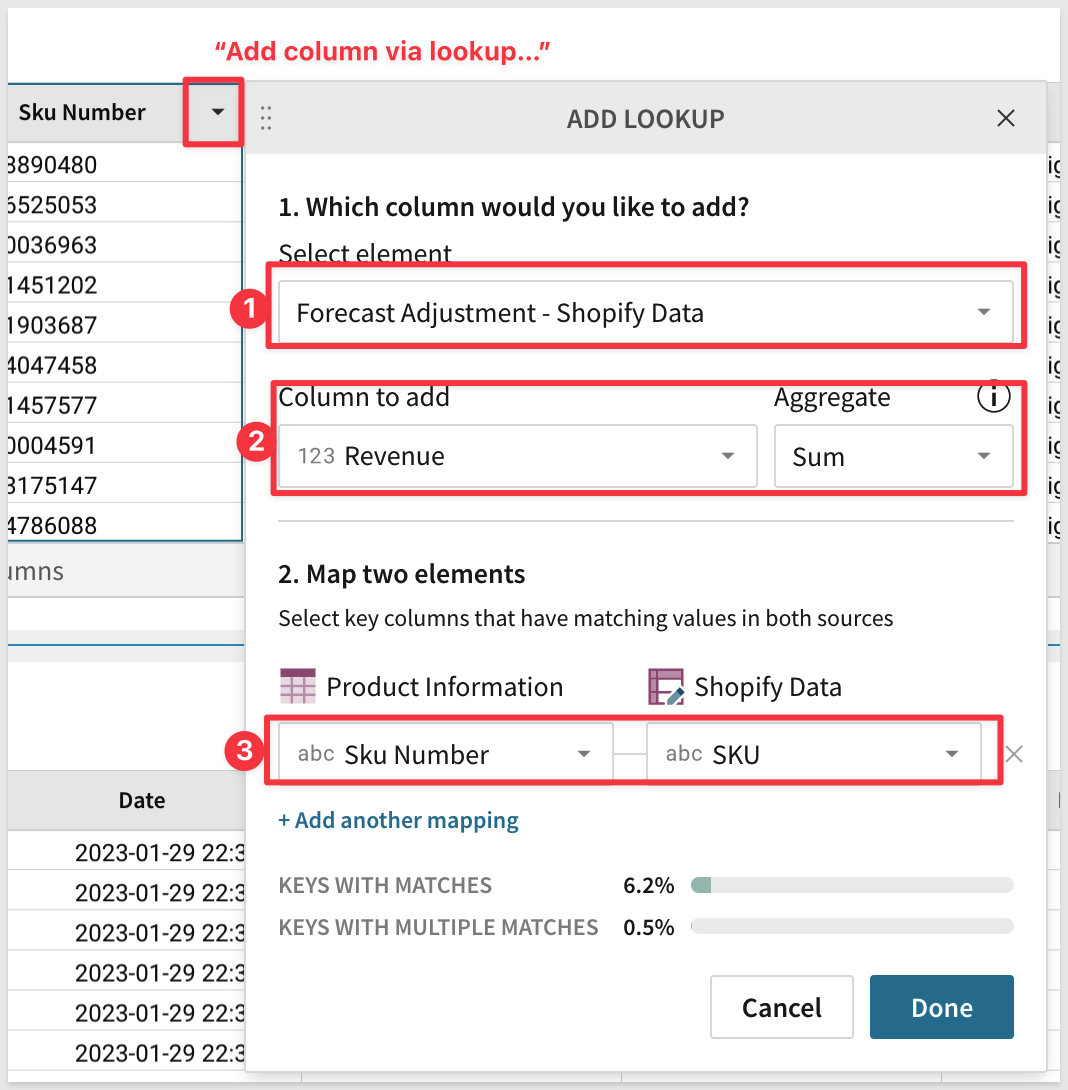 “Add column via lookup...”
Sku Number
ADD LOOKUP
3890480
6525053
0036963
1451202
1903687
4047458
1457577
0004591
3175147
4786088
1. Which column would you like to add?
Select element
1
Forecast Adjustment - Shopify Data
Column to add
Aggregate
2
123 Revenue
Sum
2. Map two elements
Select key columns that have matching values in both sources
Product Information
Shopify Data
3
abc Sku Number
abc SKU
+ Add another mapping
KEYS WITH MATCHES 6.2%
KEYS WITH MULTIPLE MATCHES 0.5%
Cancel
Done
Date
2023-01-29 22:3
2023-01-29 22:3
2023-01-29 22:3
2023-01-29 22:3
2023-01-29 22:3
2023-01-29 22:3